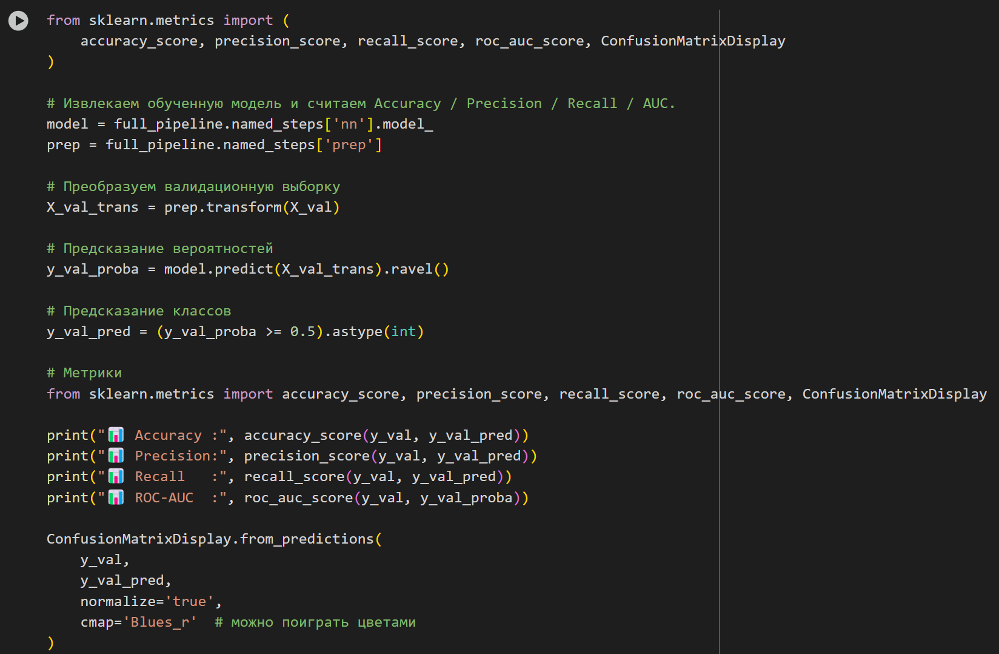 from sklearn.metrics import (
    accuracy_score, precision_score, recall_score, roc_auc_score, ConfusionMatrixDisplay
)
# Извлекаем обученную модель и считаем Accuracy / Precision / Recall / AUC.
model = full_pipeline.named_steps['nn'].model_
prep = full_pipeline.named_steps['prep']
# Преобразуем валидационную выборку
X_val_trans = prep.transform(X_val)
# Предсказание вероятностей
y_val_proba = model.predict(X_val_trans).ravel()
# Предсказание классов
y_val_pred = (y_val_proba >= 0.5).astype(int)
# Метрики
from sklearn.metrics import accuracy_score, precision_score, recall_score, roc_auc_score, ConfusionMatrixDisplay
print("📊 Accuracy :", accuracy_score(y_val, y_val_pred))
print("📊 Precision:", precision_score(y_val, y_val_pred))
print("📊 Recall   :", recall_score(y_val, y_val_pred))
print("📊 ROC-AUC  :", roc_auc_score(y_val, y_val_proba))
ConfusionMatrixDisplay.from_predictions(
    y_val,
    y_val_pred,
    normalize='true',
    cmap='Blues_r'  # можно поиграть цветами
)